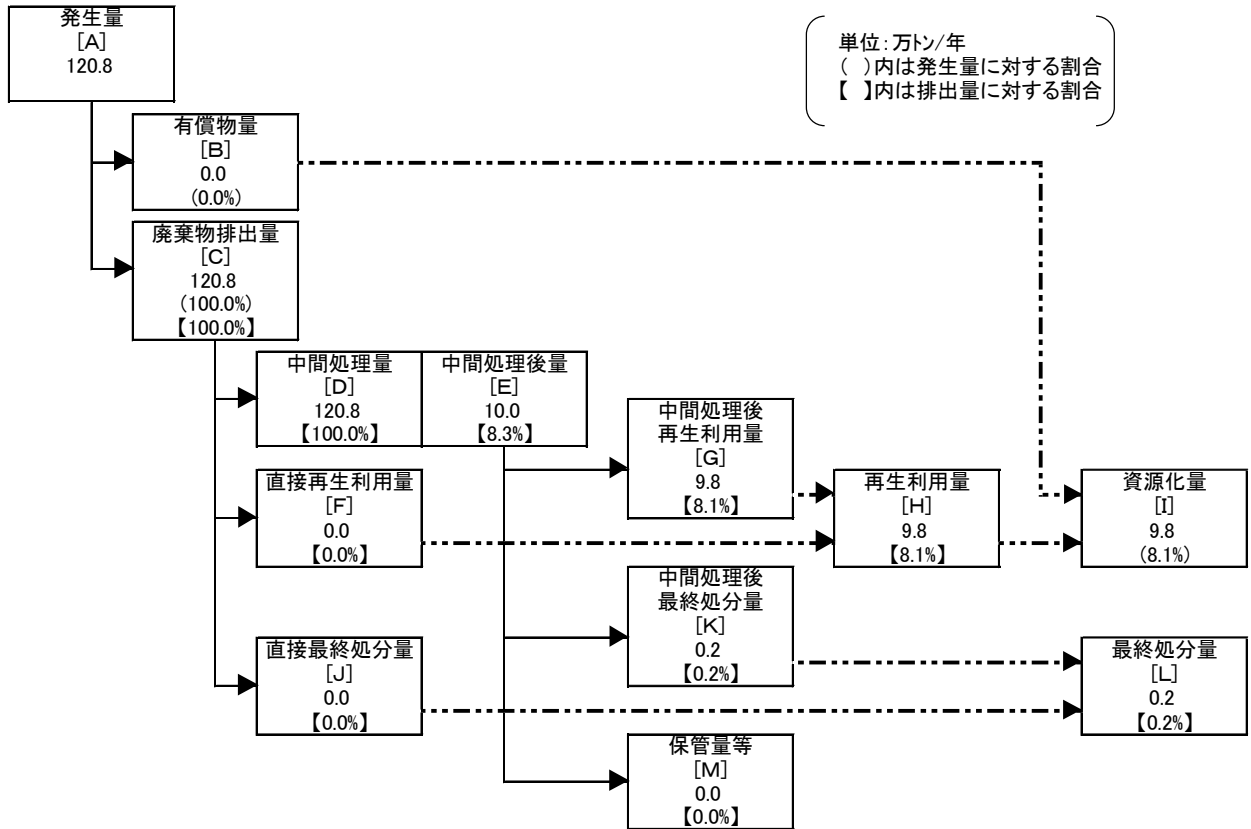 発生量
[A]
120.8
単位:万トン/年
( )内は発生量に対する割合
【 】内は排出量に対する割合
有償物量
[B]
0.0
(0.0%)
廃棄物排出量
[C]
120.8
(100.0%)
【100.0%】
中間処理量
[D]
120.8
【100.0%】
中間処理後量
[E]
10.0
【8.3%】
中間処理後
再生利用量
[G]
9.8
【8.1%】
直接再生利用量
[F]
0.0
【0.0%】
再生利用量
[H]
9.8
【8.1%】
資源化量
[I]
9.8
(8.1%)
中間処理後
最終処分量
[K]
0.2
【0.2%】
直接最終処分量
[J]
0.0
【0.0%】
最終処分量
[L]
0.2
【0.2%】
保管量等
[M]
0.0
【0.0%】